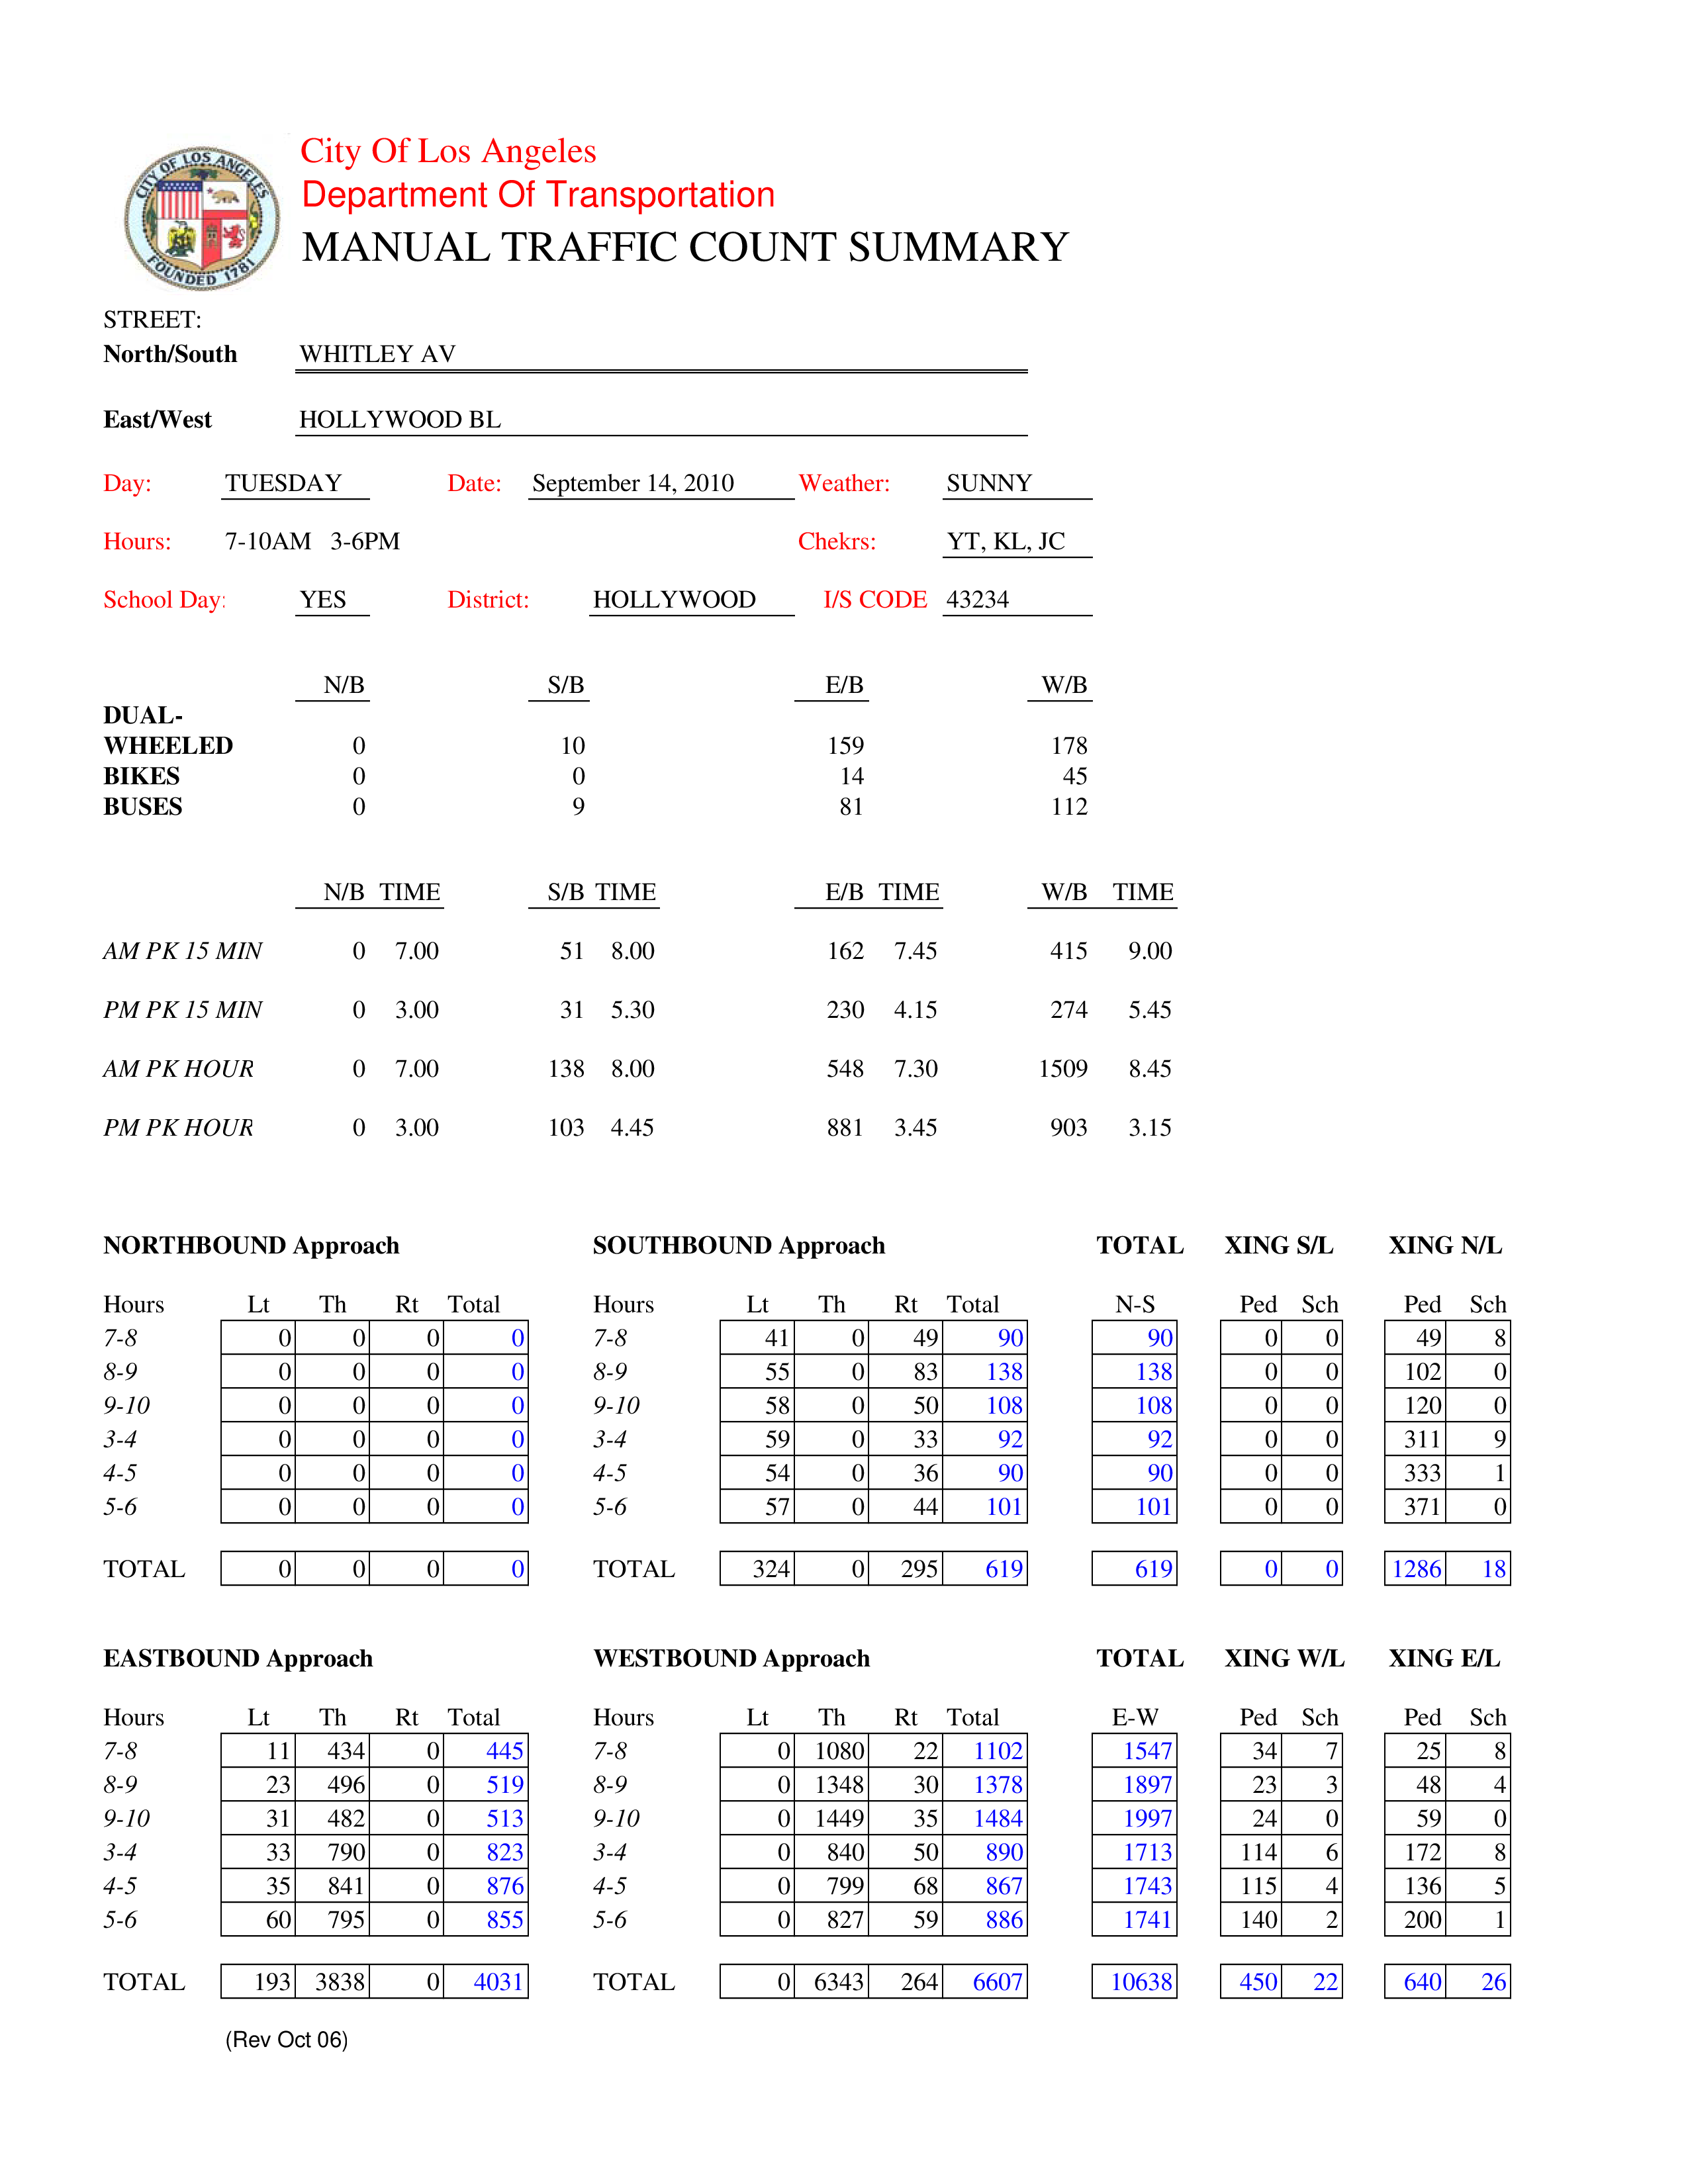 CITY OF LOS ANGELES
FOUNDED 1781
City Of Los Angeles
Department Of Transportation
MANUAL TRAFFIC COUNT SUMMARY
STREET:
North/South WHITLEY AV
East/West HOLLYWOOD BL
Day: TUESDAY Date: September 14, 2010 Weather: SUNNY
Hours: 7-10AM 3-6PM Chekrs: YT, KL, JC
School Day: YES District: HOLLYWOOD I/S CODE 43234
N/B S/B E/B W/B
DUAL-
WHEELED 0 10 159 178
BIKES 0 0 14 45
BUSES 0 9 81 112
N/B TIME S/B TIME E/B TIME W/B TIME
AM PK 15 MIN 0 7.00 51 8.00 162 7.45 415 9.00
PM PK 15 MIN 0 3.00 31 5.30 230 4.15 274 5.45
AM PK HOUR 0 7.00 138 8.00 548 7.30 1509 8.45
PM PK HOUR 0 3.00 103 4.45 881 3.45 903 3.15
NORTHBOUND Approach SOUTHBOUND Approach TOTAL XING S/L XING N/L
Hours Lt Th Rt Total Hours Lt Th Rt Total N-S Ped Sch Ped Sch
7-8 0 0 0 0 7-8 41 0 49 90 90 0 0 49 8
8-9 0 0 0 0 8-9 55 0 83 138 138 0 0 102 0
9-10 0 0 0 0 9-10 58 0 50 108 108 0 0 120 0
3-4 0 0 0 0 3-4 59 0 33 92 92 0 0 311 9
4-5 0 0 0 0 4-5 54 0 36 90 90 0 0 333 1
5-6 0 0 0 0 5-6 57 0 44 101 101 0 0 371 0
TOTAL 0 0 0 0 TOTAL 324 0 295 619 619 0 0 1286 18
EASTBOUND Approach WESTBOUND Approach TOTAL XING W/L XING E/L
Hours Lt Th Rt Total Hours Lt Th Rt Total E-W Ped Sch Ped Sch
7-8 11 434 0 445 7-8 0 1080 22 1102 1547 34 7 25 8
8-9 23 496 0 519 8-9 0 1348 30 1378 1897 23 3 48 4
9-10 31 482 0 513 9-10 0 1449 35 1484 1997 24 0 59 0
3-4 33 790 0 823 3-4 0 840 50 890 1713 114 6 172 8
4-5 35 841 0 876 4-5 0 799 68 867 1743 115 4 136 5
5-6 60 795 0 855 5-6 0 827 59 886 1741 140 2 200 1
TOTAL 193 3838 0 4031 TOTAL 0 6343 264 6607 10638 450 22 640 26
(Rev Oct 06)